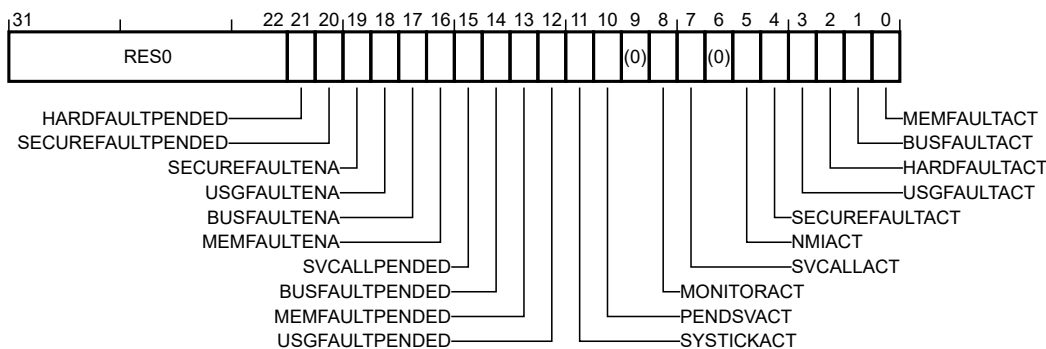 31 22 21 20 19 18 17 16 15 14 13 12 11 10 9 8 7 6 5 4 3 2 1 0
RES0 (0) (0)
HARDFAULTPENDED MEMFAULTACT
SECUREFAULTPENDED BUSFAULTACT
SECUREFAULTENA HARDFAULTACT
USGFAULTENA USGFAULTACT
BUSFAULTENA SECUREFAULTACT
MEMFAULTENA NMIACT
SVCALLPENDED SVCALLACT
BUSFAULTPENDED MONITORACT
MEMFAULTPENDED PENDSVACT
USGFAULTPENDED SYSTICKACT